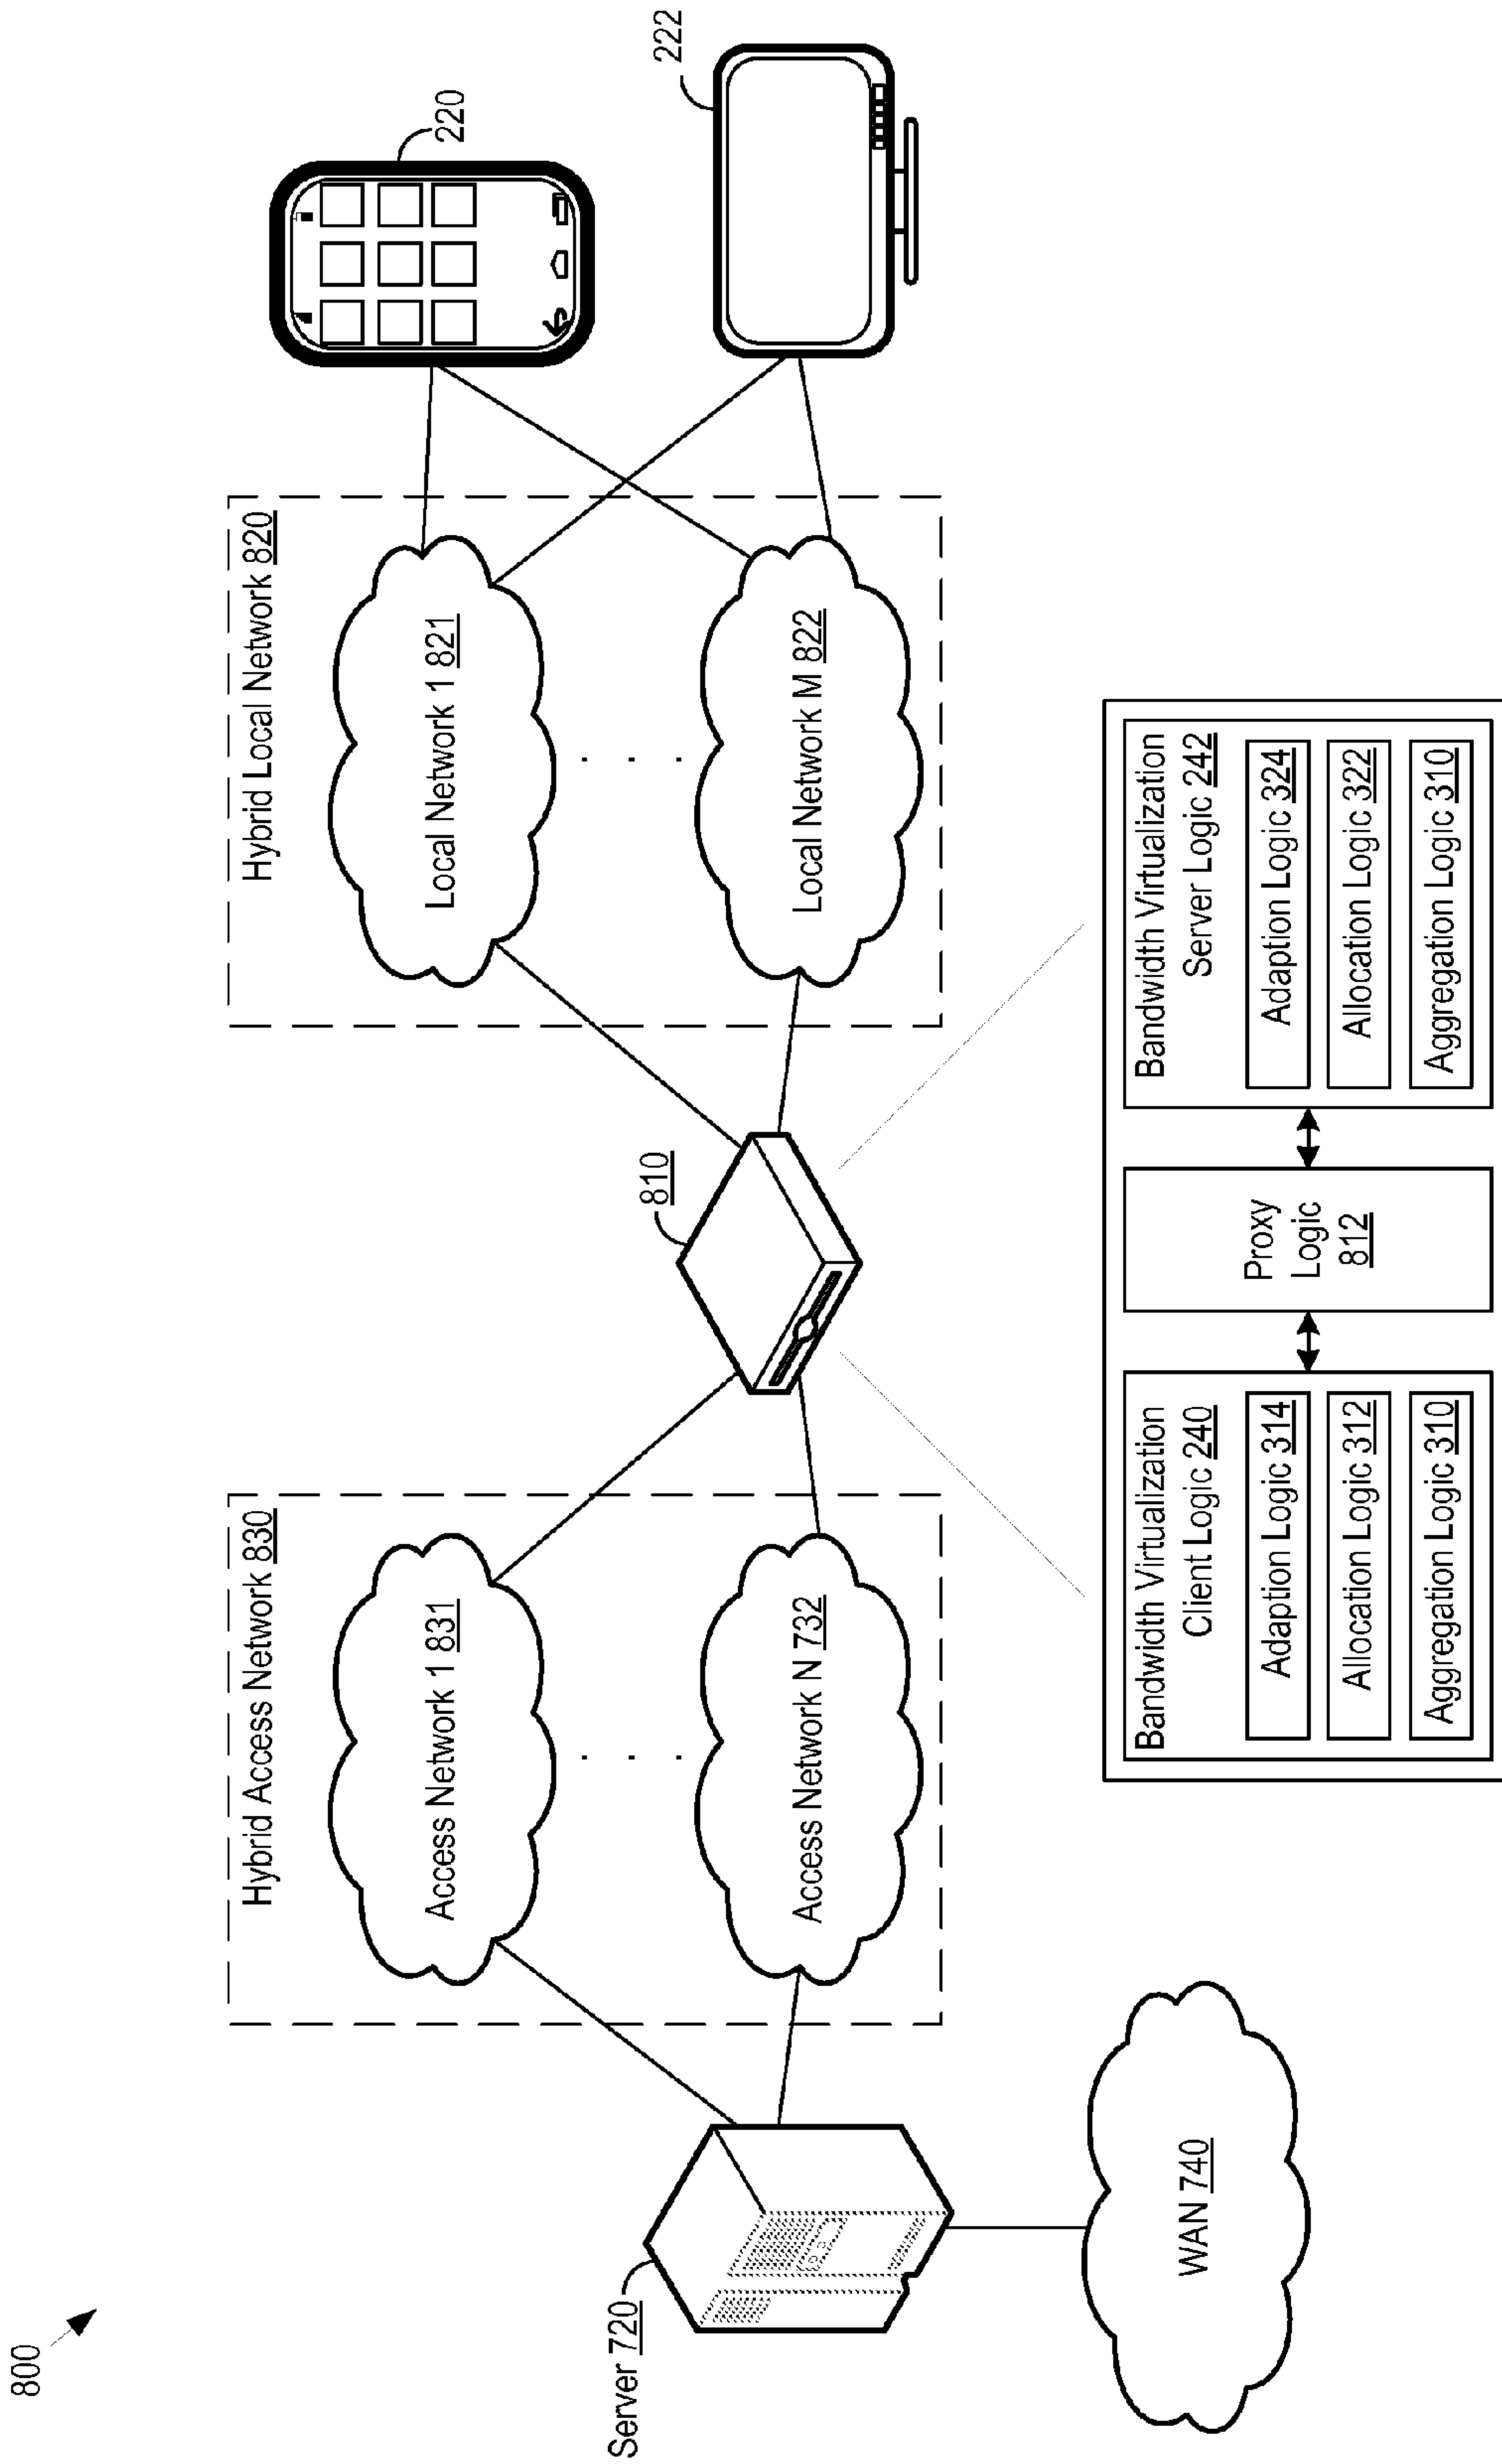 800
Hybrid Access Network 830
Hybrid Local Network 820
Access Network 1 831
Local Network 1 821
220
. . .
. . .
Server 720
810
222
Access Network N 732
Local Network M 822
WAN 740
Bandwidth Virtualization
Client Logic 240
Adaption Logic 314
Allocation Logic 312
Aggregation Logic 310
Proxy
Logic
812
Bandwidth Virtualization
Server Logic 242
Adaption Logic 324
Allocation Logic 322
Aggregation Logic 310